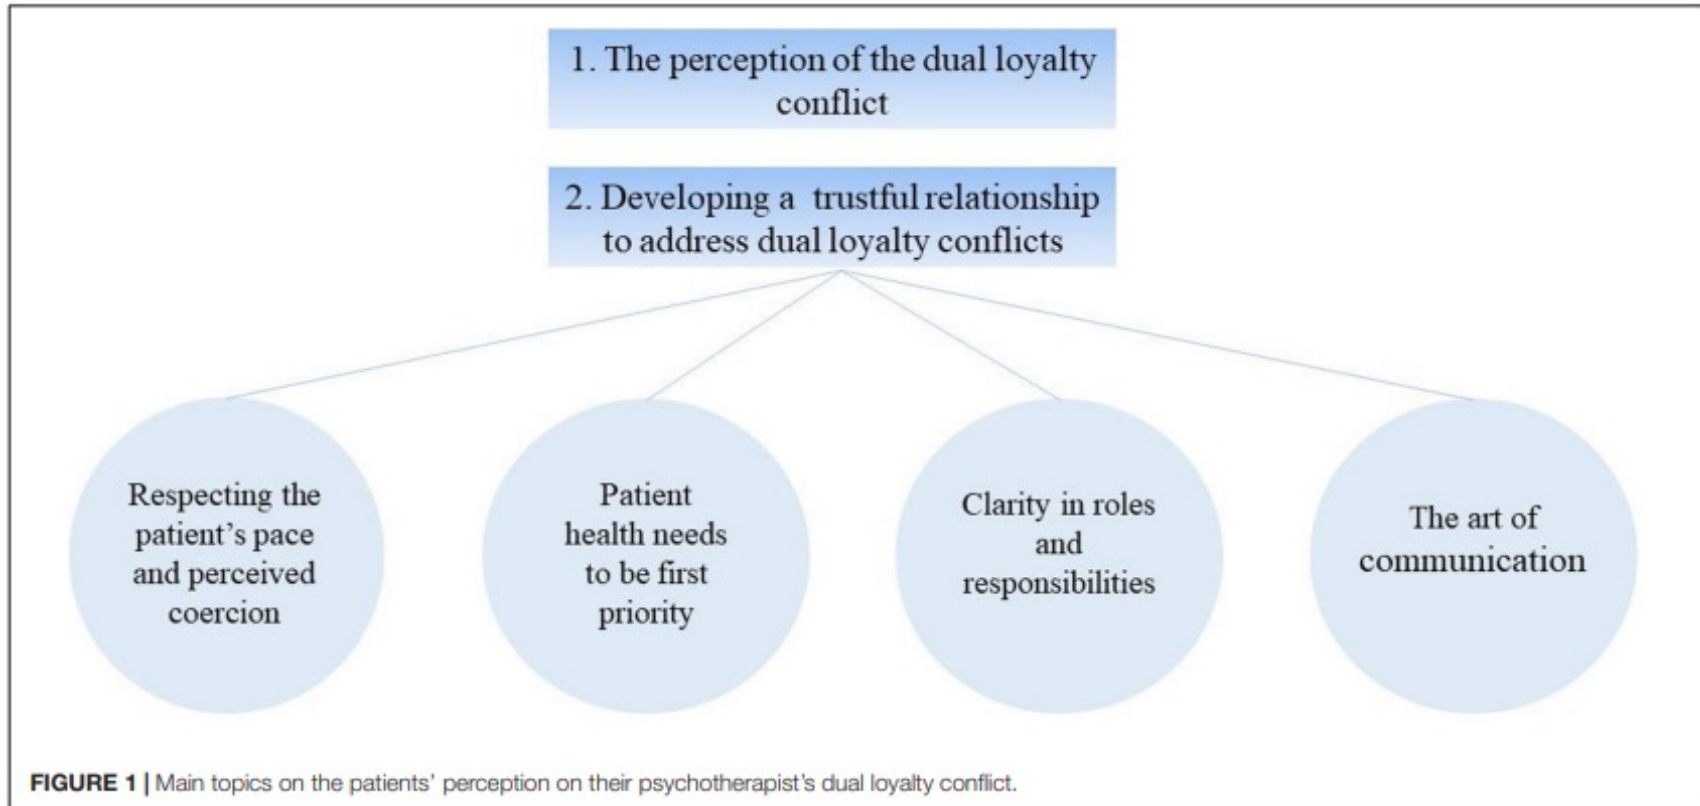 1. The perception of the dual loyalty
conflict
2. Developing a trustful relationship
to address dual loyalty conflicts
Respecting the
patient’s pace
and perceived
coercion
Patient
health needs
to be first
priority
Clarity in roles
and
responsibilities
The art of
communication
FIGURE 1 | Main topics on the patients’ perception on their psychotherapist’s dual loyalty conflict.